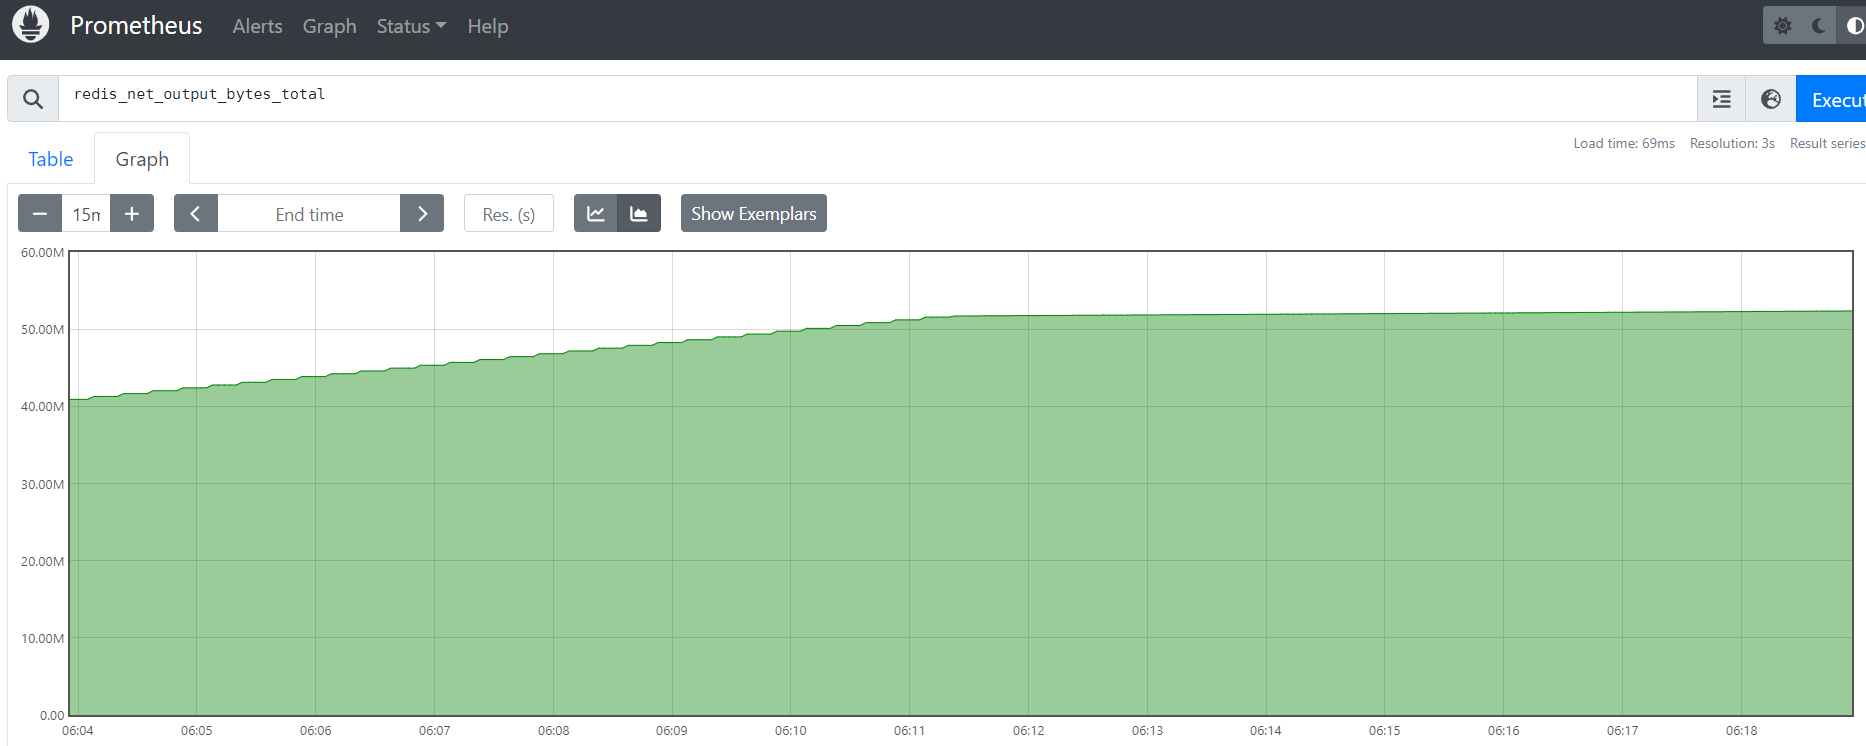 Prometheus Alerts Graph Status Help
redis_net_output_bytes_total
Execut
Load time: 69ms Resolution: 3s Result series
Table Graph
− 15m + End time Res. (s) Show Exemplars
60.00M
50.00M
40.00M
30.00M
20.00M
10.00M
0.00
06:04 06:05 06:06 06:07 06:08 06:09 06:10 06:11 06:12 06:13 06:14 06:15 06:16 06:17 06:18